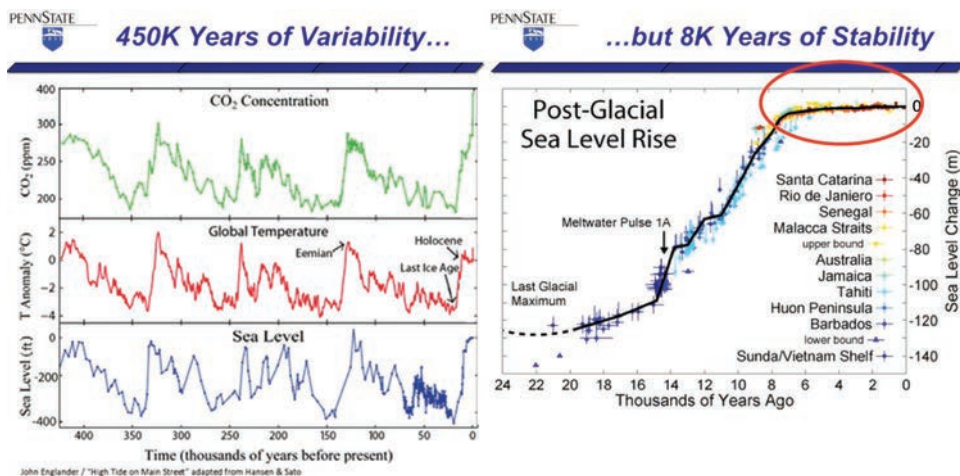 PENNSTATE
450K Years of Variability…
CO2 Concentration
400
300
250
200
CO2 (ppm)
Global Temperature
2
0
−2
−4
T Anomaly (°C)
Eemian
Holocene
Last Ice Age
Sea Level
0
-200
-400
Sea Level (ft.)
400 350 300 250 200 150 100 50 0
Time (thousands of years before present)
John Englander / "High Tide on Main Street" adapted from Hansen & Sato
PENNSTATE
…but 8K Years of Stability
Post-Glacial
Sea Level Rise
Meltwater Pulse 1A
Last Glacial
Maximum
Santa Catarina
Rio de Janiero
Senegal
Malacca Straits
upper bound
Australia
Jamaica
Tahiti
Huon Peninsula
Barbados
lower bound
Sunda/Vietnam Shelf
0
-20
-40
-60
-80
-100
-120
-140
Sea Level Change (m)
24 22 20 18 16 14 12 10 8 6 4 2 0
Thousands of Years Ago